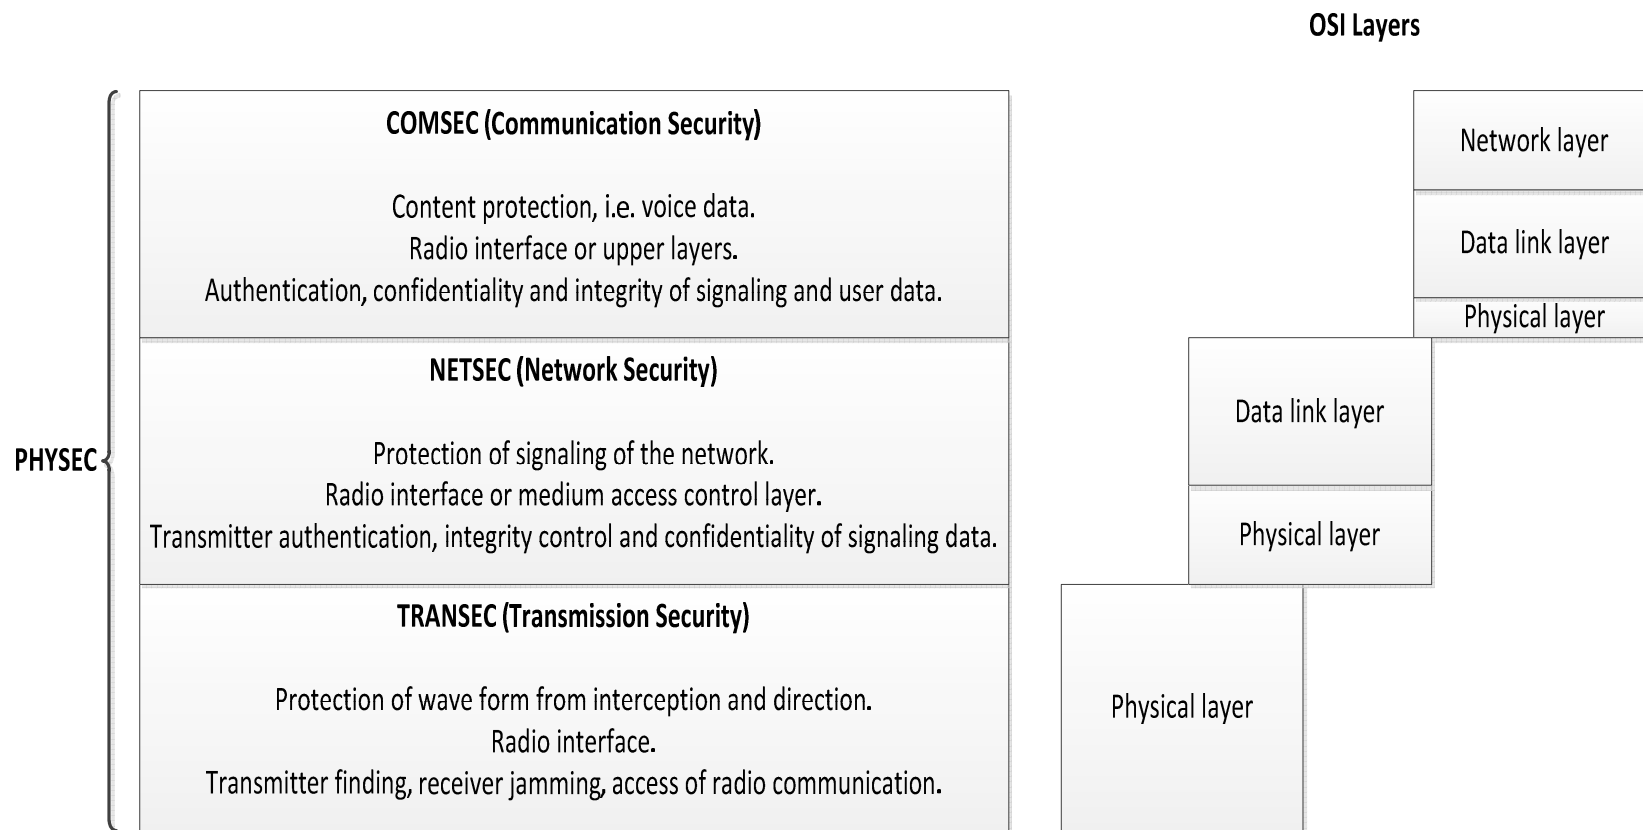 OSI Layers
PHYSEC
COMSEC (Communication Security)
Content protection, i.e. voice data.
Radio interface or upper layers.
Authentication, confidentiality and integrity of signaling and user data.
Network layer
Data link layer
Physical layer
NETSEC (Network Security)
Protection of signaling of the network.
Radio interface or medium access control layer.
Transmitter authentication, integrity control and confidentiality of signaling data.
Data link layer
Physical layer
TRANSEC (Transmission Security)
Protection of wave form from interception and direction.
Radio interface.
Transmitter finding, receiver jamming, access of radio communication.
Physical layer